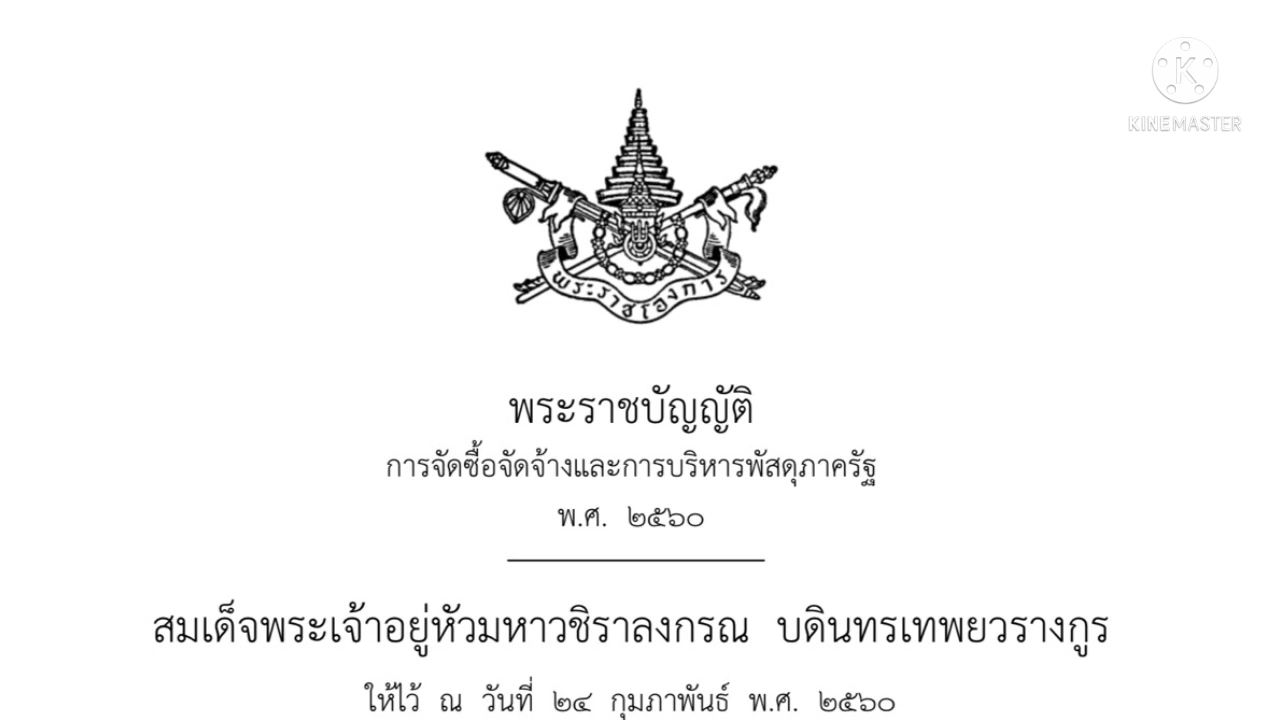 KINEMASTER
พระราชโองการ
พระราชบัญญัติ
การจัดซื้อจัดจ้างและการบริหารพัสดุภาครัฐ
พ.ศ. ๒๕๖๐
สมเด็จพระเจ้าอยู่หัวมหาวชิราลงกรณ บดินทรเทพยวรางกูร
ให้ไว้ ณ วันที่ ๒๔ กุมภาพันธ์ พ.ศ. ๒๕๖๐